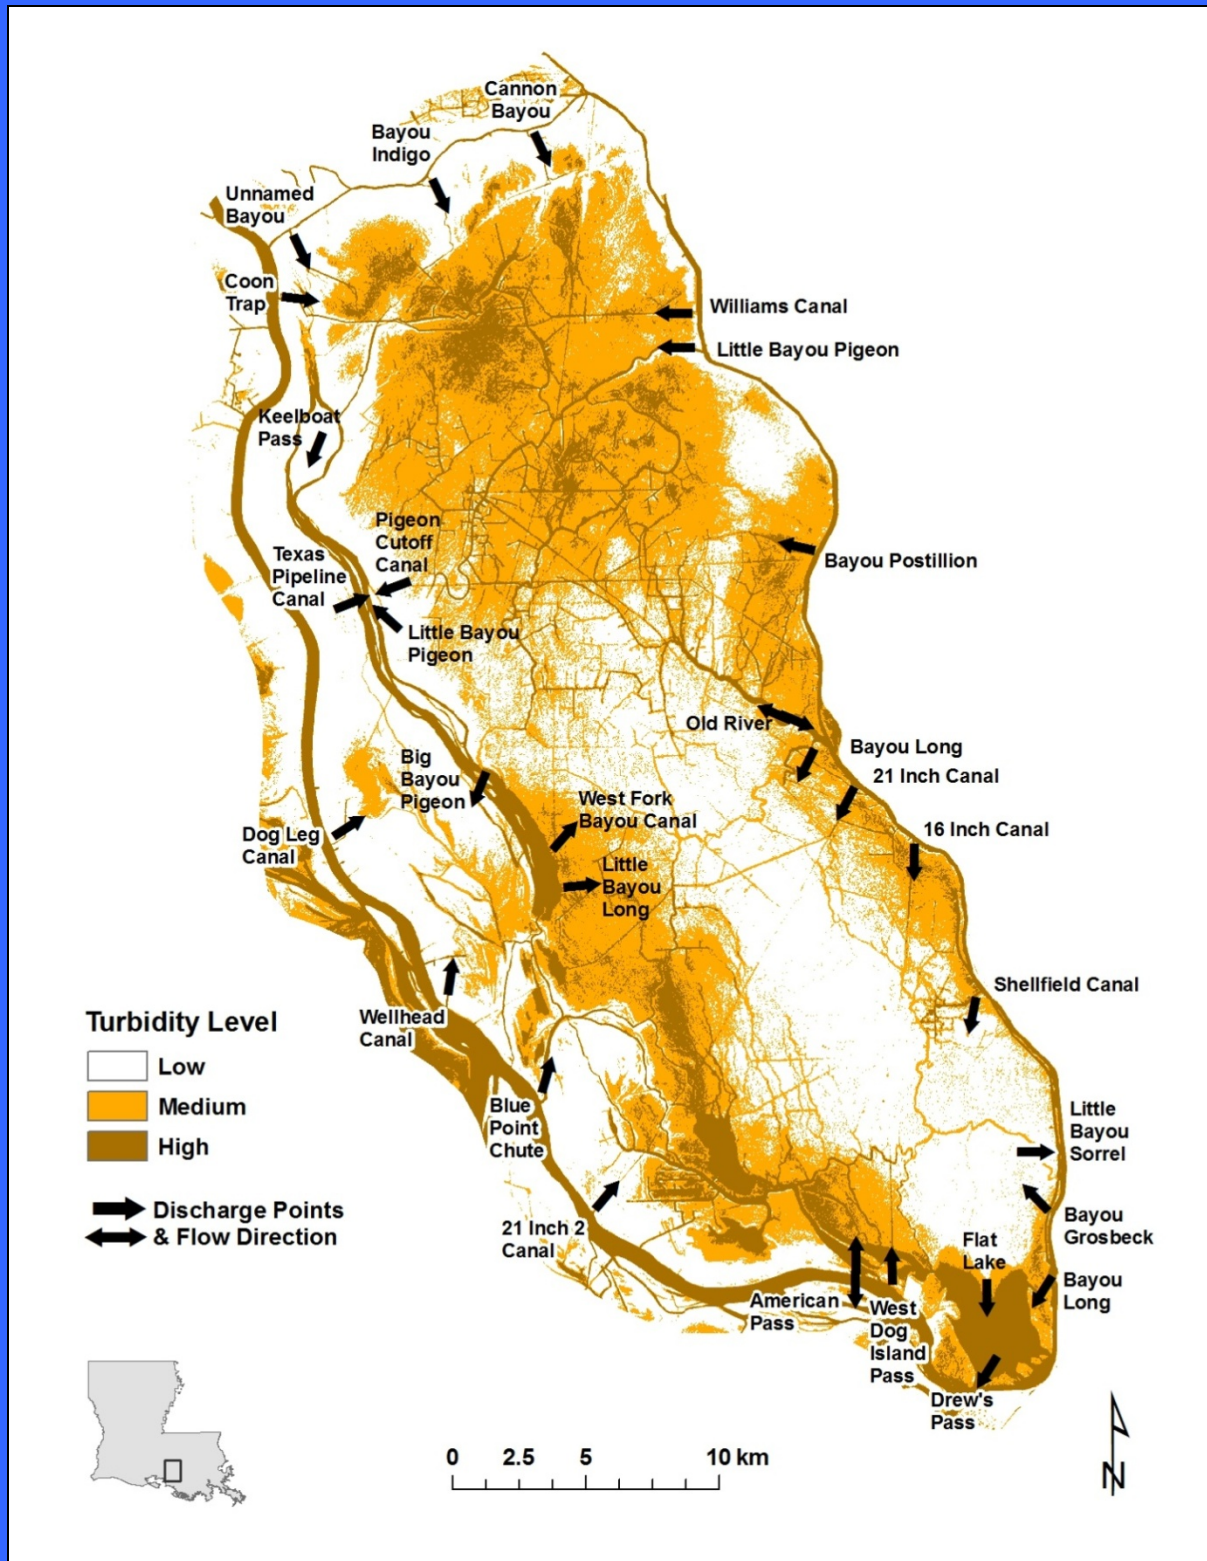 Cannon
Bayou
Bayou
Indigo
Unnamed
Bayou
Coon
Trap
Williams Canal
Little Bayou Pigeon
Keelboat
Pass
Pigeon
Cutoff
Canal
Texas
Pipeline
Canal
Bayou Postillion
Little Bayou
Pigeon
Old River
Bayou Long
21 Inch Canal
Big
Bayou
Pigeon
West Fork
Bayou Canal
16 Inch Canal
Dog Leg
Canal
Little
Bayou
Long
Shellfield Canal
Wellhead
Canal
Turbidity Level
Low
Medium
High
Discharge Points
& Flow Direction
Blue
Point
Chute
Little
Bayou
Sorrel
21 Inch 2
Canal
Bayou
Grosbeck
Flat
Lake
Bayou
Long
American
Pass
West
Dog
Island
Pass
Drew's
Pass
0 2.5 5 10 km
N